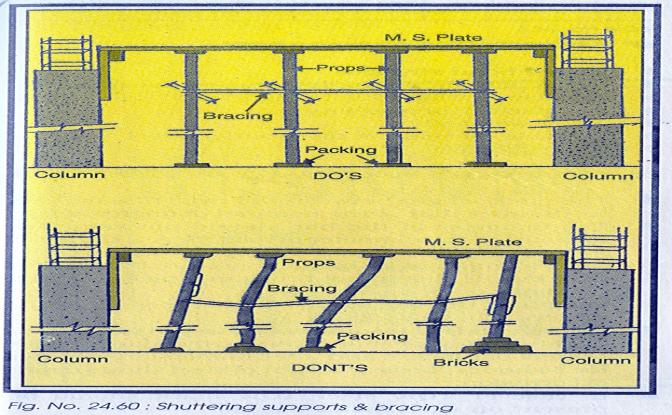 M. S. Plate
Props
Bracing
Packing
Column DO'S Column
M. S. Plate
Props
Bracing
Packing
Column Bricks Column
DONT'S
Fig. No. 24.60 : Shuttering supports & bracing